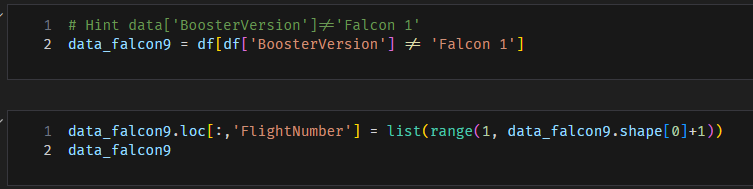 1 # Hint data['BoosterVersion']≠'Falcon 1'
2 data_falcon9 = df[df['BoosterVersion'] ≠ 'Falcon 1']
1 data_falcon9.loc[:,'FlightNumber'] = list(range(1, data_falcon9.shape[0]+1))
2 data_falcon9